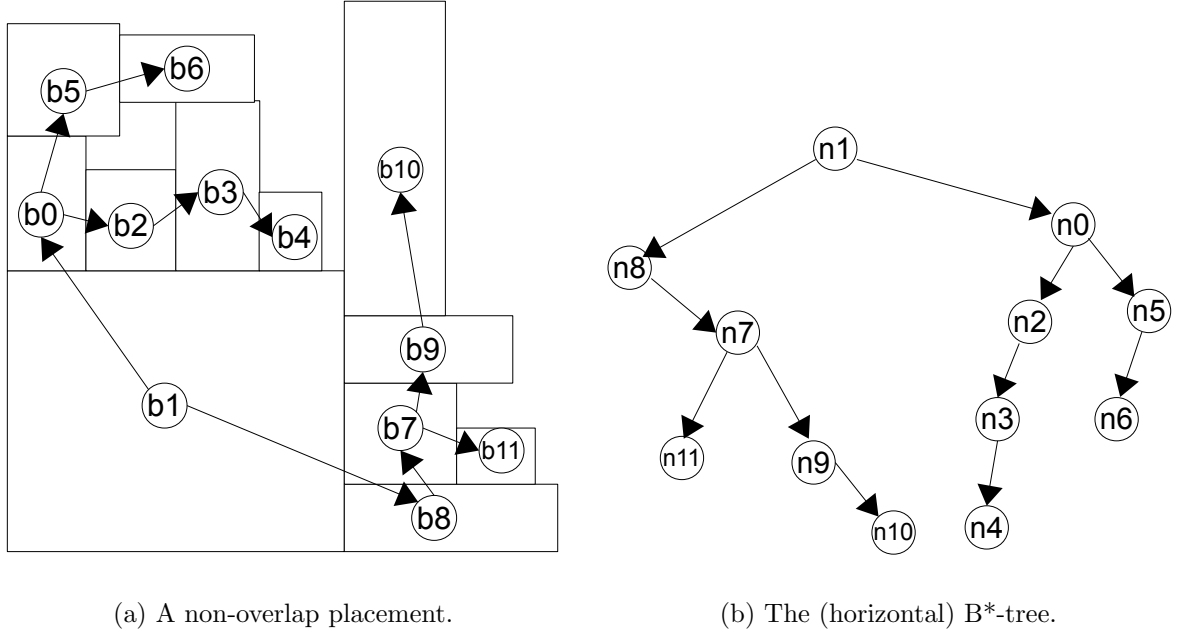 b5
b6
b10
b0
b2
b3
b4
b9
b1
b7
b11
b8
n1
n0
n8
n2
n5
n7
n3
n6
n11
n9
n4
n10
(a) A non-overlap placement.
(b) The (horizontal) B*-tree.